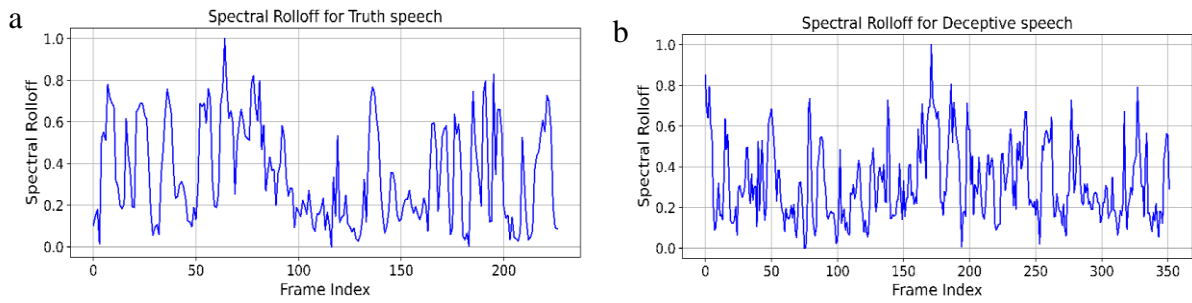 a
Spectral Rolloff for Truth speech
1.0
0.8
0.6
0.4
0.2
0.0
Spectral Rolloff
0 50 100 150 200
Frame Index
b
Spectral Rolloff for Deceptive speech
1.0
0.8
0.6
0.4
0.2
0.0
Spectral Rolloff
0 50 100 150 200 250 300 350
Frame Index